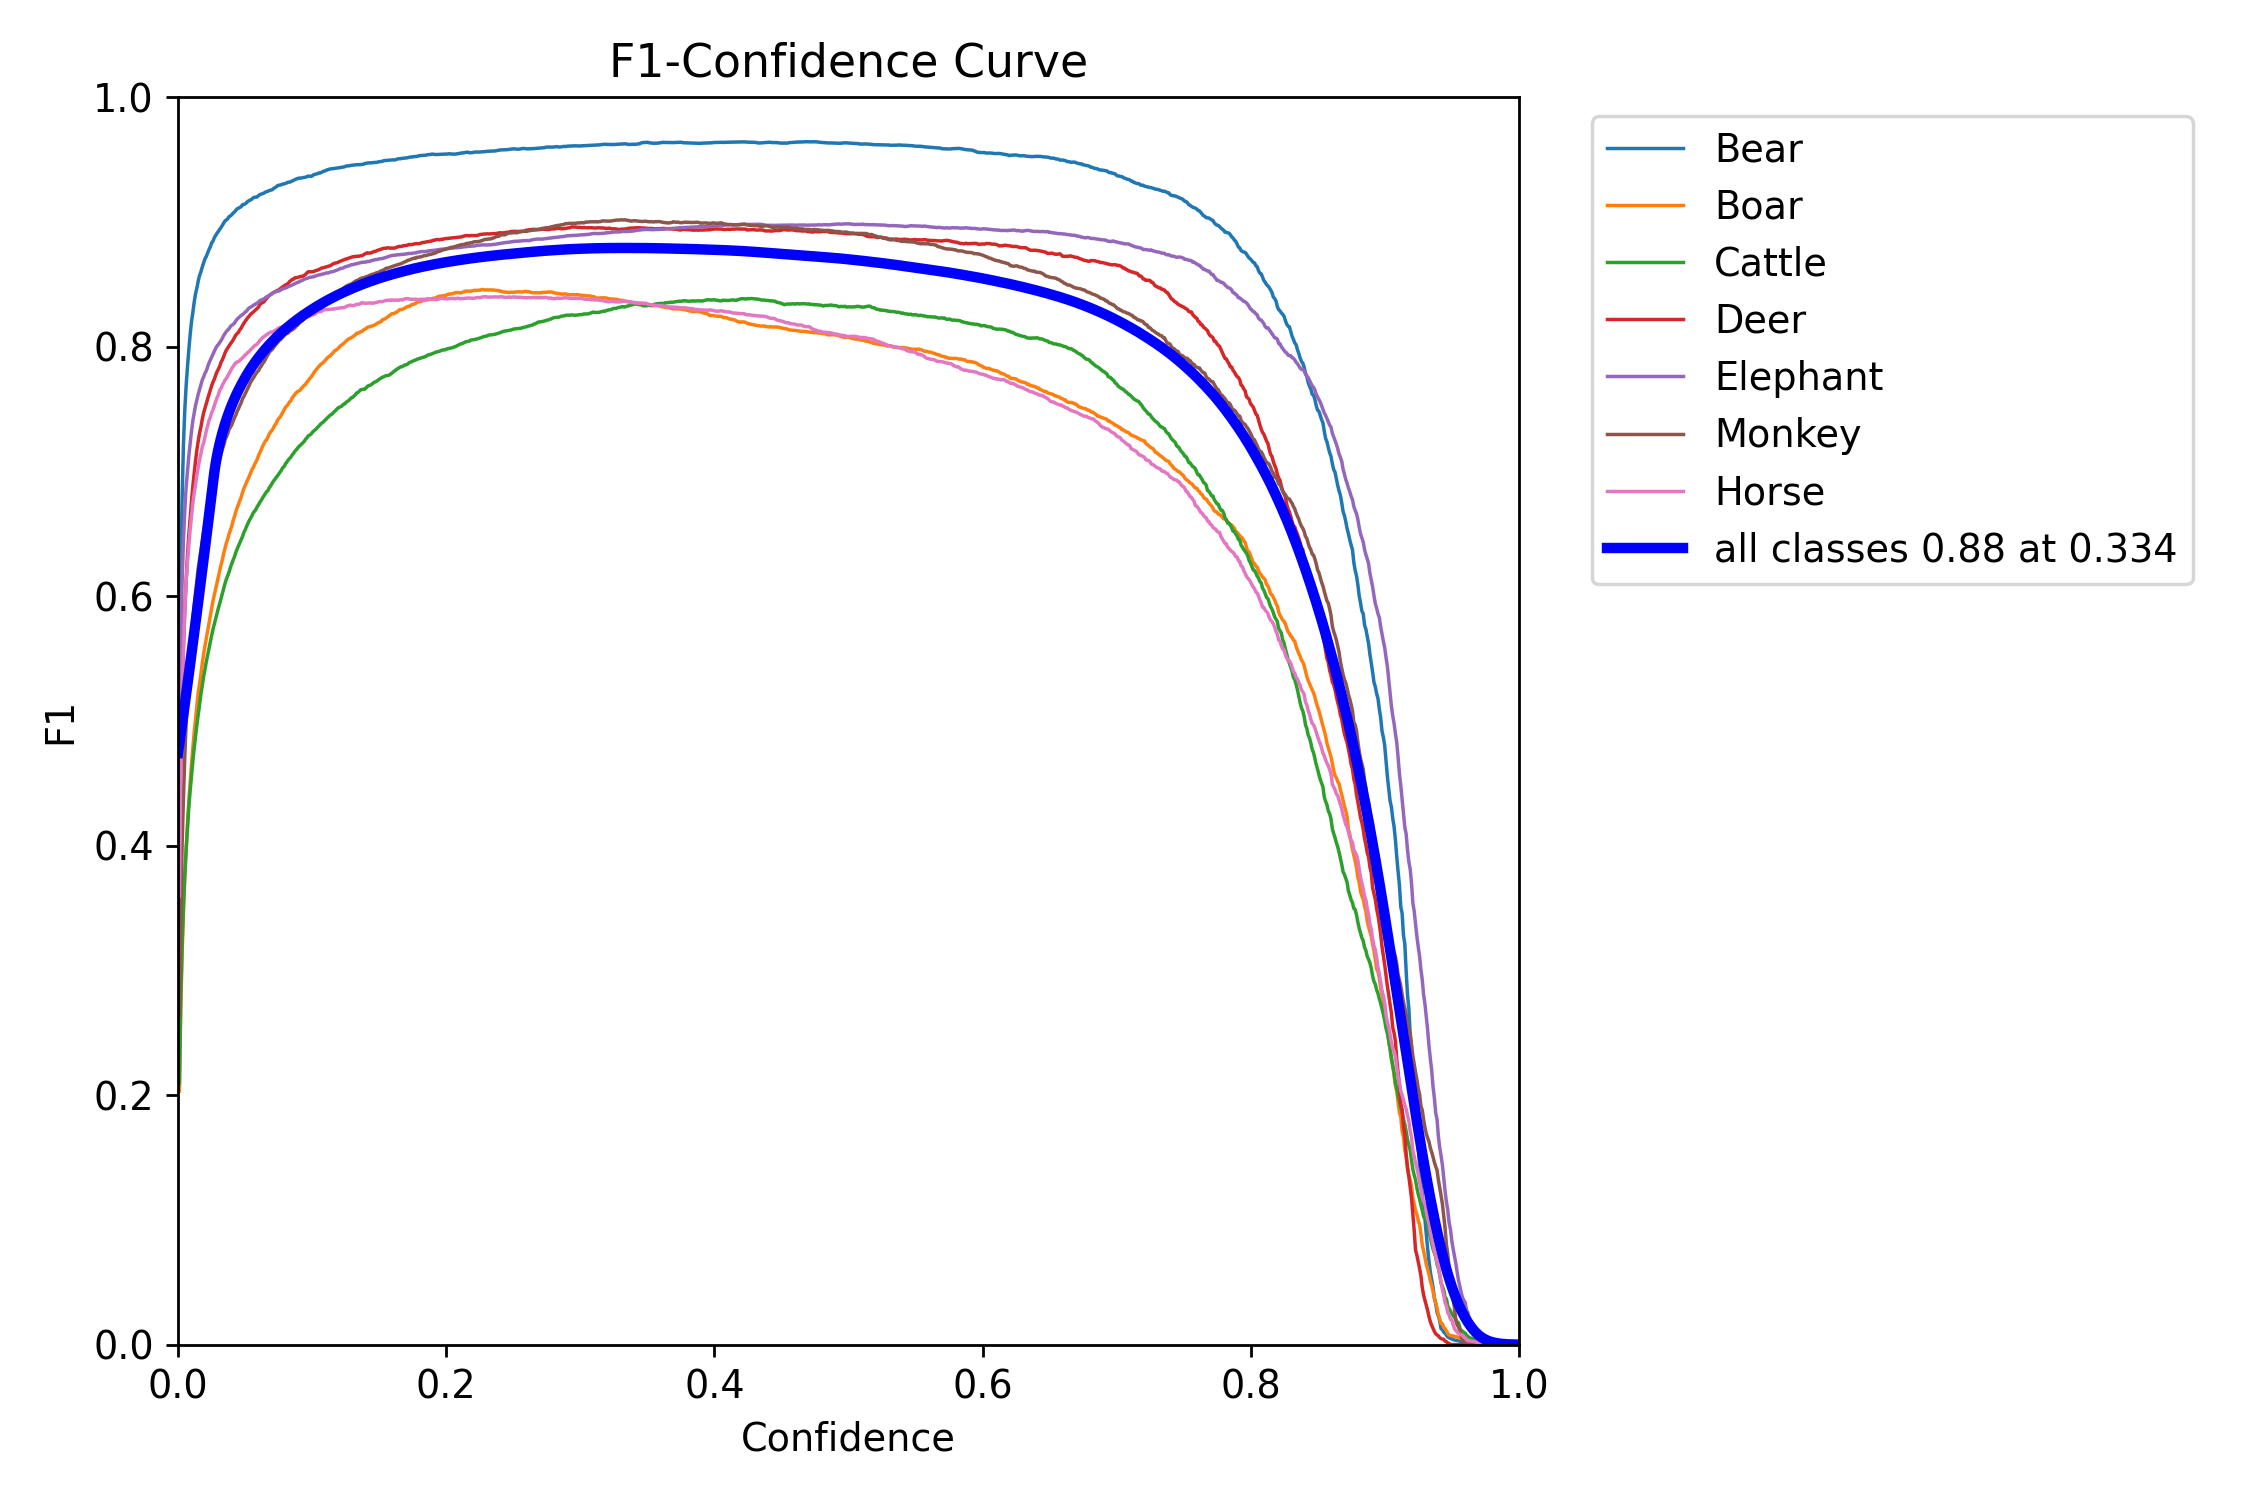 F1-Confidence Curve
1.0
0.8
0.6
0.4
0.2
0.0
F1
0.0 0.2 0.4 0.6 0.8 1.0
Confidence
Bear
Boar
Cattle
Deer
Elephant
Monkey
Horse
all classes 0.88 at 0.334